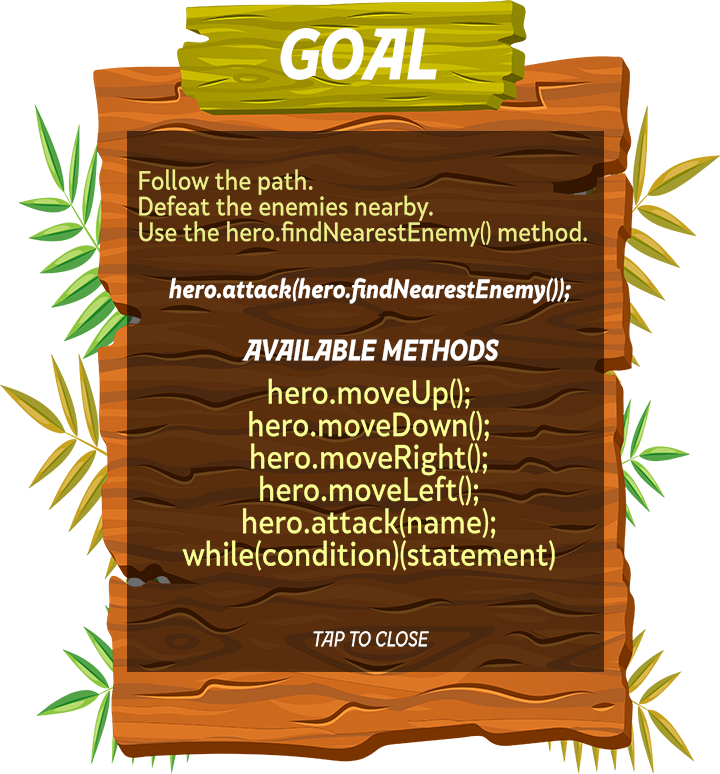 GOAL
Follow the path.
Defeat the enemies nearby.
Use the hero.findNearestEnemy() method.
hero.attack(hero.findNearestEnemy());
AVAILABLE METHODS
hero.moveUp();
hero.moveDown();
hero.moveRight();
hero.moveLeft();
hero.attack(name);
while(condition)(statement)
TAP TO CLOSE